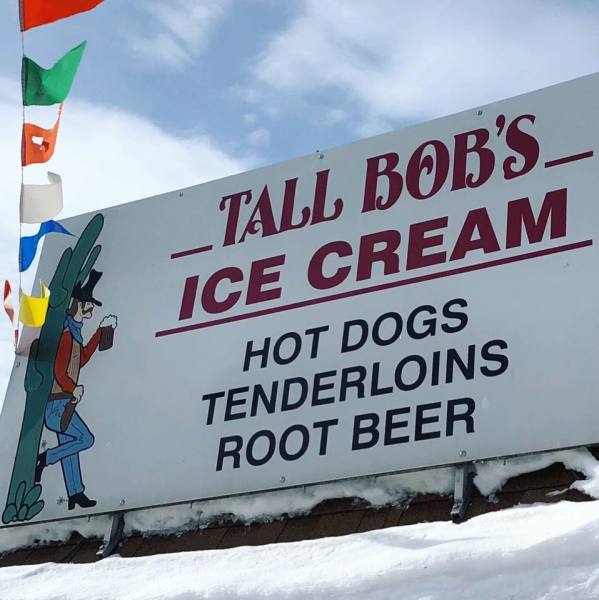 TALL BOB'S
ICE CREAM
HOT DOGS
TENDERLOINS
ROOT BEER